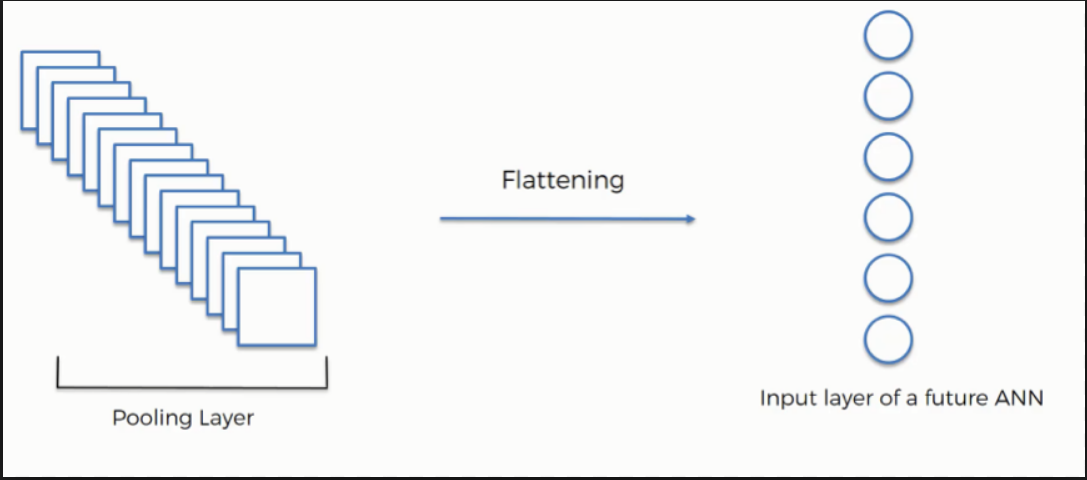 Flattening
Pooling Layer
Input layer of a future ANN